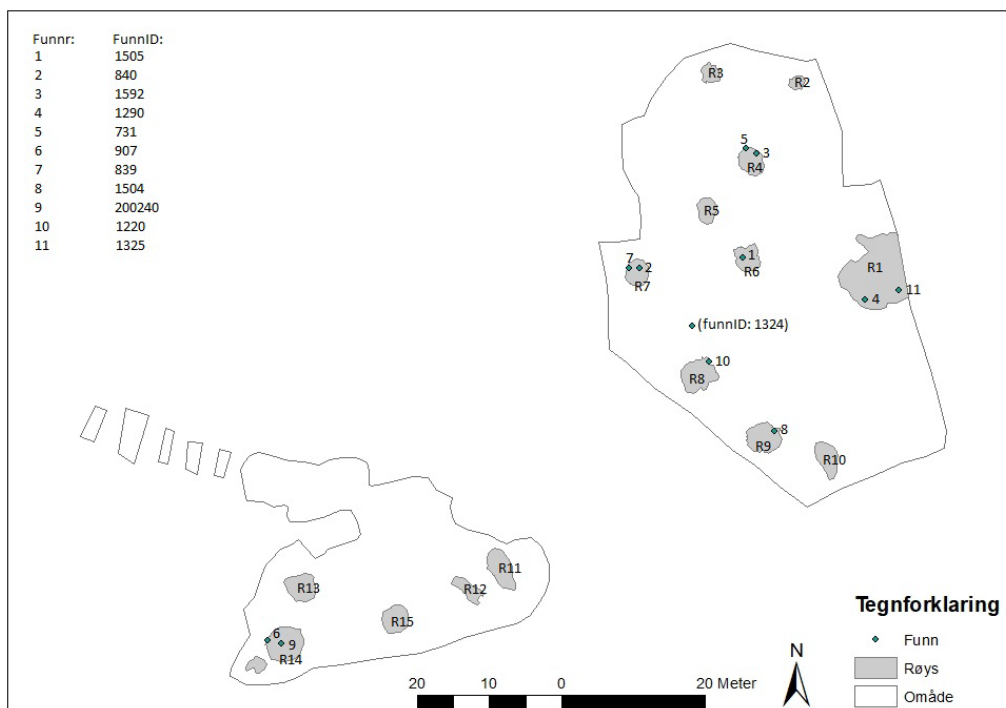 Funnr: FunnID:
1 1505
2 840
3 1592
4 1290
5 731
6 907
7 839
8 1504
9 200240
10 1220
11 1325
R3
R2
5
3
R4
R5
1
R6
7 2
R7
R1
4
11
(funnID: 1324)
10
R8
8
R9
R10
R11
R12
R13
R15
6
9
R14
Tegnforklaring
Funn
Røys
Omåde
N
20 10 0 20 Meter